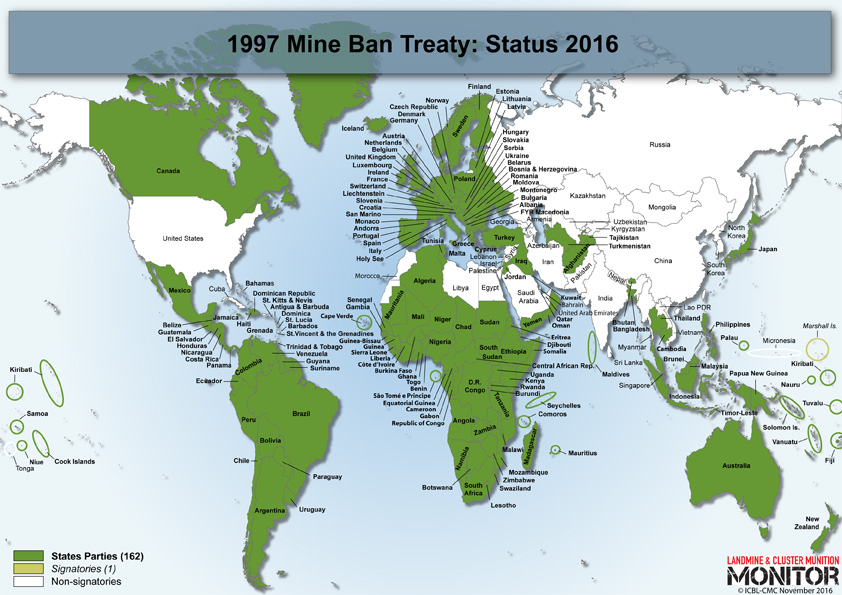 1997 Mine Ban Treaty: Status 2016
Canada
United States
Mexico
Cuba
Bahamas
Dominican Republic
St. Kitts & Nevis
Antigua & Barbuda
Dominica
St. Lucia
Barbados
St.Vincent & the Grenadines
Jamaica
Haiti
Grenada
Trinidad & Tobago
Venezuela
Guyana
Suriname
Belize
Guatemala
El Salvador
Honduras
Nicaragua
Costa Rica
Panama
Colombia
Ecuador
Peru
Brazil
Bolivia
Chile
Paraguay
Argentina
Uruguay
Kiribati
Samoa
Niue
Tonga
Cook Islands
Iceland
Norway
Czech Republic
Denmark
Germany
Austria
Netherlands
Belgium
United Kingdom
Luxembourg
Ireland
France
Switzerland
Liechtenstein
Slovenia
Croatia
San Marino
Monaco
Andorra
Portugal
Spain
Italy
Holy See
Finland
Sweden
Estonia
Lithuania
Latvia
Poland
Hungary
Slovakia
Serbia
Ukraine
Belarus
Bosnia & Herzegovina
Romania
Moldova
Montenegro
Bulgaria
Albania
FYR Macedonia
Armenia
Georgia
Azerbaijan
Turkey
Greece
Malta
Cyprus
Lebanon
Israel
Palestine
Syria
Iraq
Jordan
Iran
Saudi
Arabia
Kuwait
Bahrain
United Arab Emirates
Qatar
Oman
Yemen
Russia
Kazakhstan
Mongolia
Uzbekistan
Kyrgyzstan
Tajikistan
Turkmenistan
Afghanistan
Pakistan
Nepal
India
China
North
Korea
South
Korea
Japan
Bhutan
Bangladesh
Myanmar
Sri Lanka
Maldives
Lao PDR
Thailand
Vietnam
Cambodia
Brunei
Malaysia
Singapore
Indonesia
Philippines
Palau
Micronesia
Marshall Is.
Kiribati
Nauru
Papua New Guinea
Timor-Leste
Solomon Is.
Tuvalu
Vanuatu
Fiji
Australia
New
Zealand
Morocco
Tunisia
Algeria
Libya
Egypt
Mauritania
Mali
Niger
Chad
Sudan
Nigeria
South
Sudan
Ethiopia
Senegal
Gambia
Cape Verde
Guinea-Bissau
Guinea
Sierra Leone
Liberia
Côte d'Ivoire
Burkina Faso
Ghana
Togo
Benin
São Tomé e Príncipe
Equatorial Guinea
Cameroon
Gabon
Republic of Congo
Eritrea
Djibouti
Somalia
Central African Rep.
Uganda
Kenya
Rwanda
Burundi
D.R.
Congo
Tanzania
Seychelles
Comoros
Angola
Zambia
Malawi
Mauritius
Madagascar
Namibia
Mozambique
Zimbabwe
Swaziland
Botswana
South
Africa
Lesotho
States Parties (162)
Signatories (1)
Non-signatories
LANDMINE & CLUSTER MUNITION
MONITOR
© ICBL-CMC November 2016